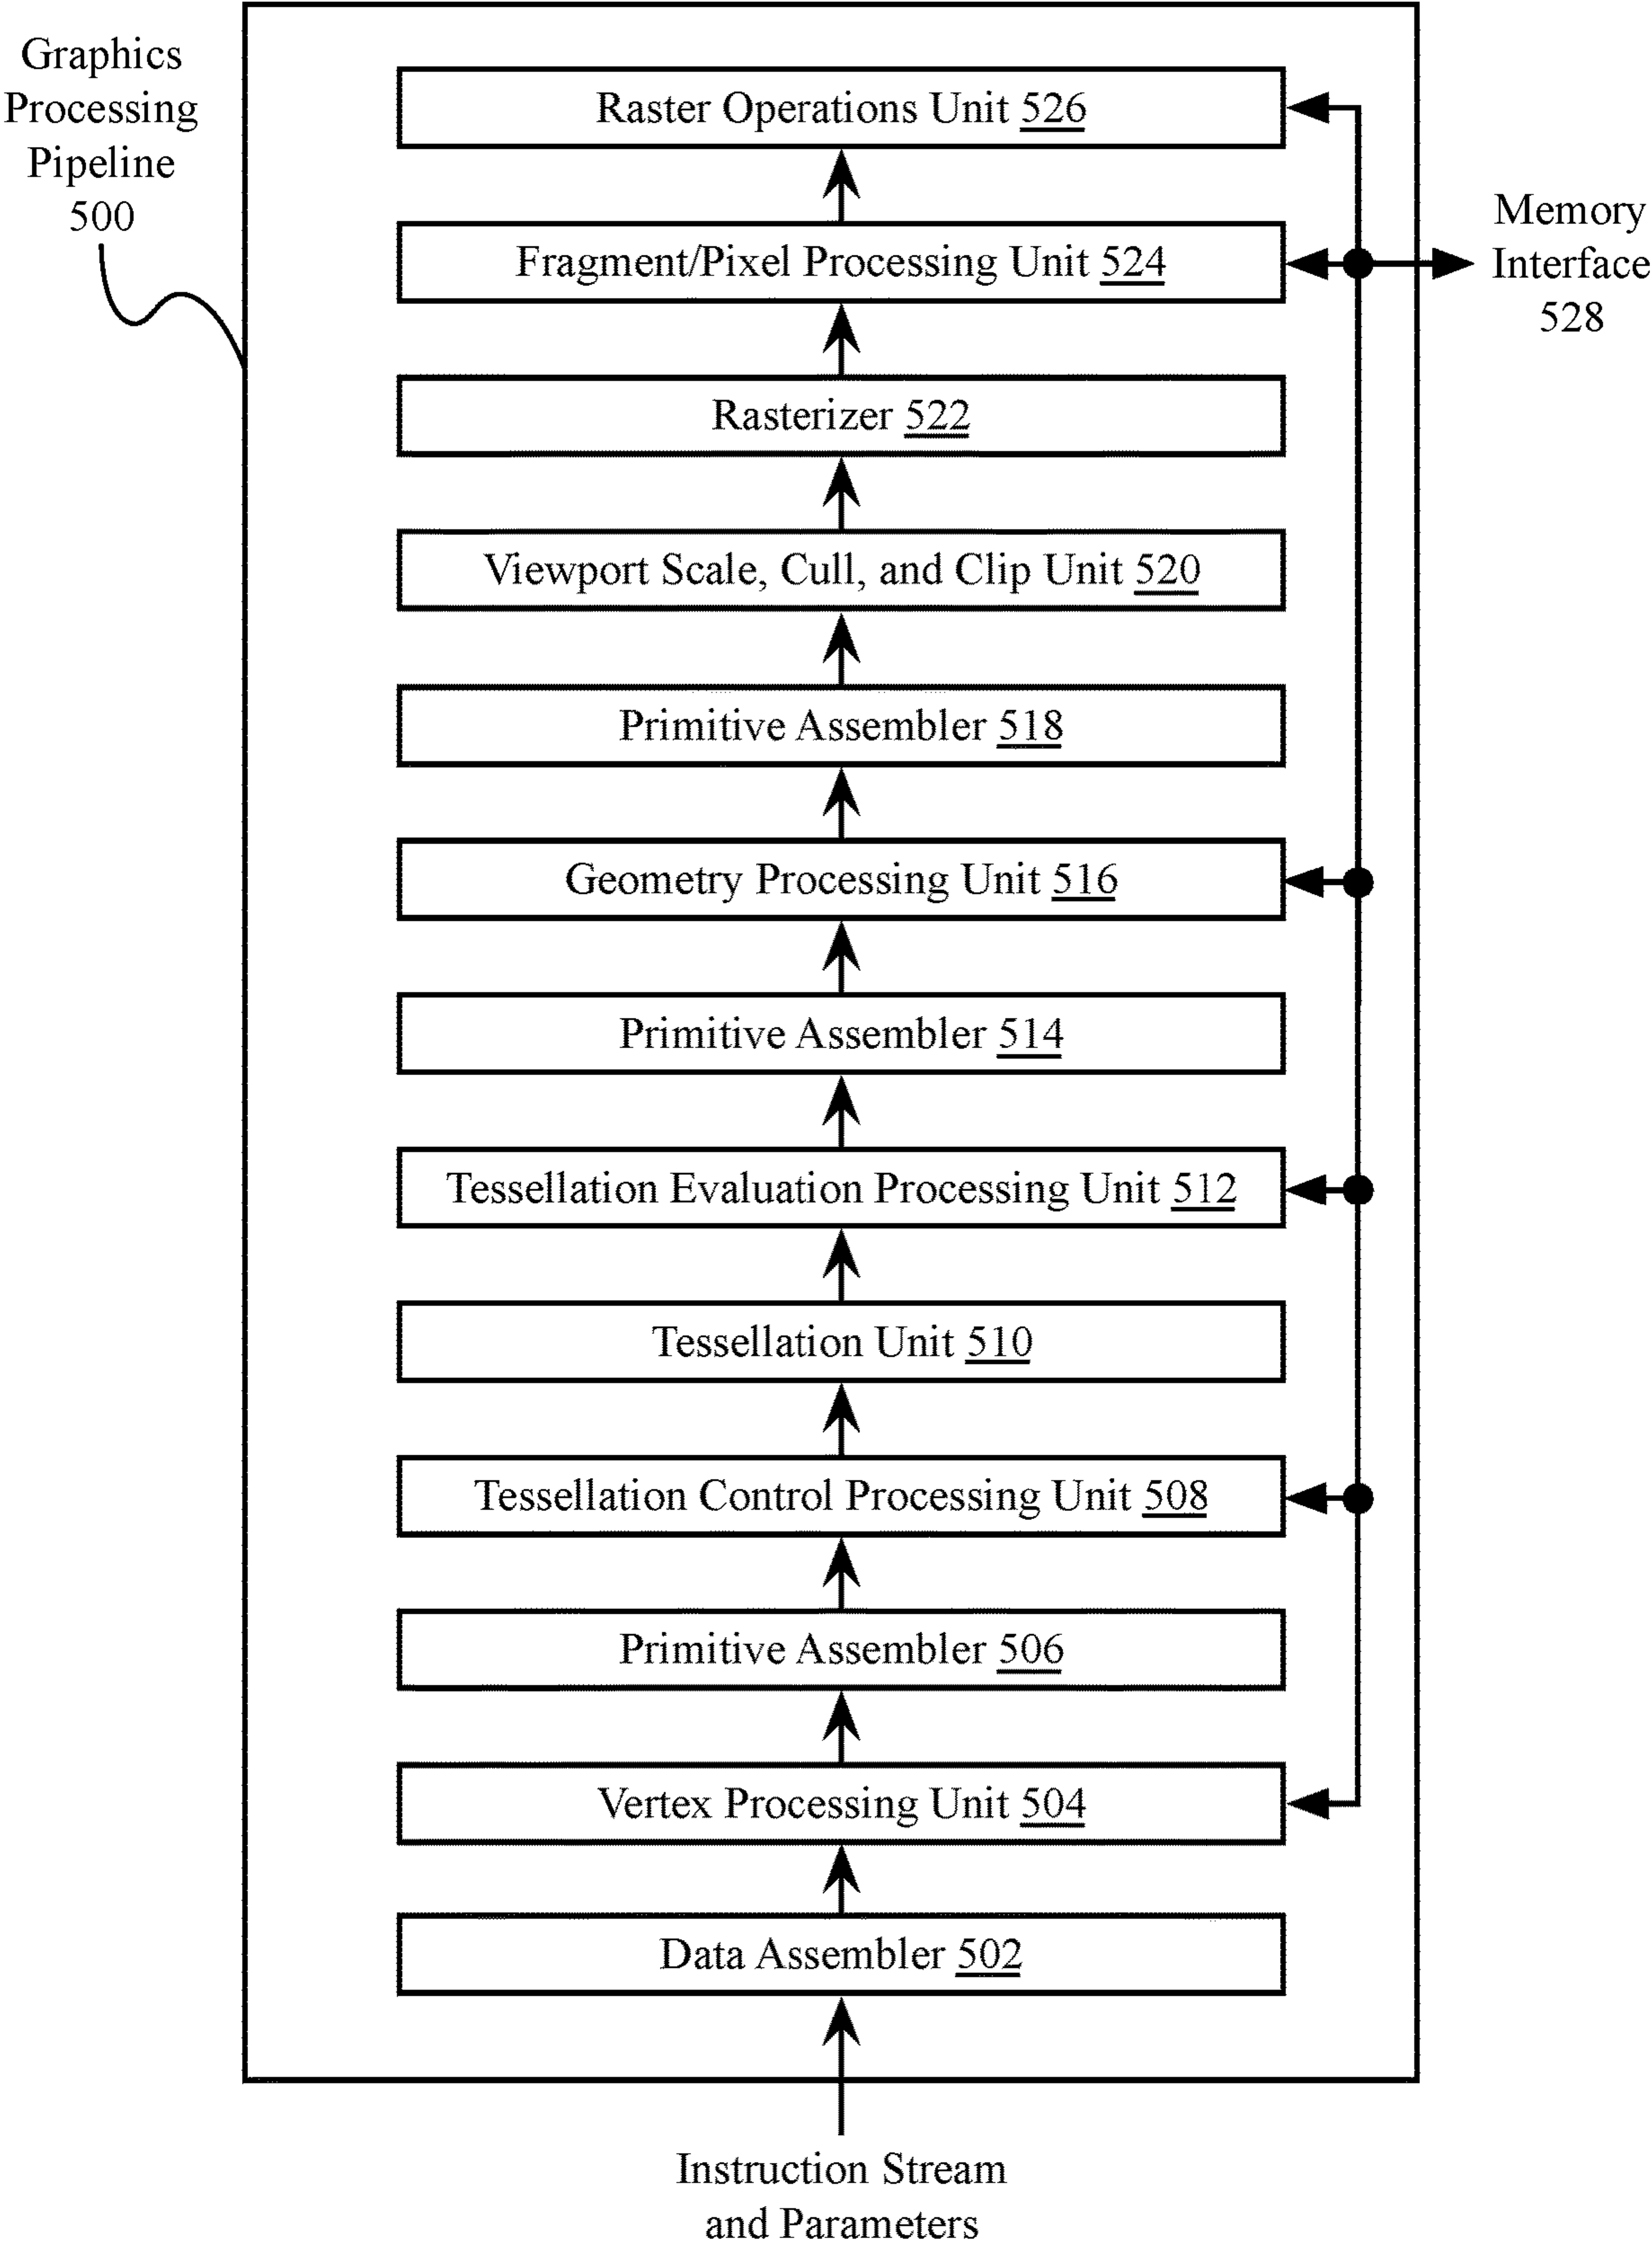 Graphics
Processing
Pipeline
500
Raster Operations Unit 526
Fragment/Pixel Processing Unit 524
Memory
Interface
528
Rasterizer 522
Viewport Scale, Cull, and Clip Unit 520
Primitive Assembler 518
Geometry Processing Unit 516
Primitive Assembler 514
Tessellation Evaluation Processing Unit 512
Tessellation Unit 510
Tessellation Control Processing Unit 508
Primitive Assembler 506
Vertex Processing Unit 504
Data Assembler 502
Instruction Stream
and Parameters